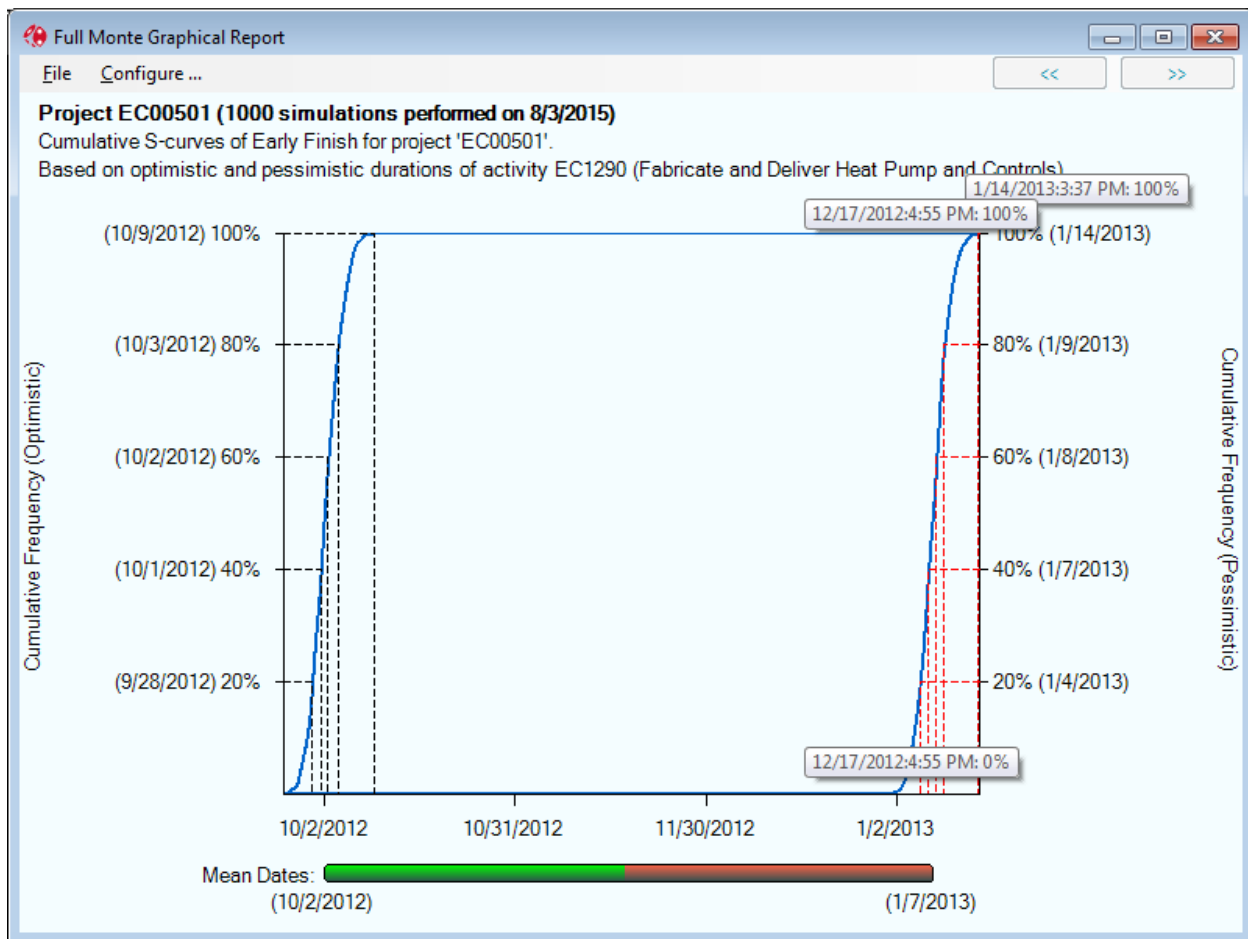 Full Monte Graphical Report
File Configure ...
<< >>
Project EC00501 (1000 simulations performed on 8/3/2015)
Cumulative S-curves of Early Finish for project 'EC00501'.
Based on optimistic and pessimistic durations of activity EC1290 (Fabricate and Deliver Heat Pump and Controls)
1/14/2013:3:37 PM: 100%
12/17/2012:4:55 PM: 100%
(10/9/2012) 100%
100% (1/14/2013)
(10/3/2012) 80%
80% (1/9/2013)
(10/2/2012) 60%
60% (1/8/2013)
(10/1/2012) 40%
40% (1/7/2013)
(9/28/2012) 20%
20% (1/4/2013)
Cumulative Frequency (Optimistic)
Cumulative Frequency (Pessimistic)
12/17/2012:4:55 PM: 0%
10/2/2012 10/31/2012 11/30/2012 1/2/2013
Mean Dates:
(10/2/2012) (1/7/2013)